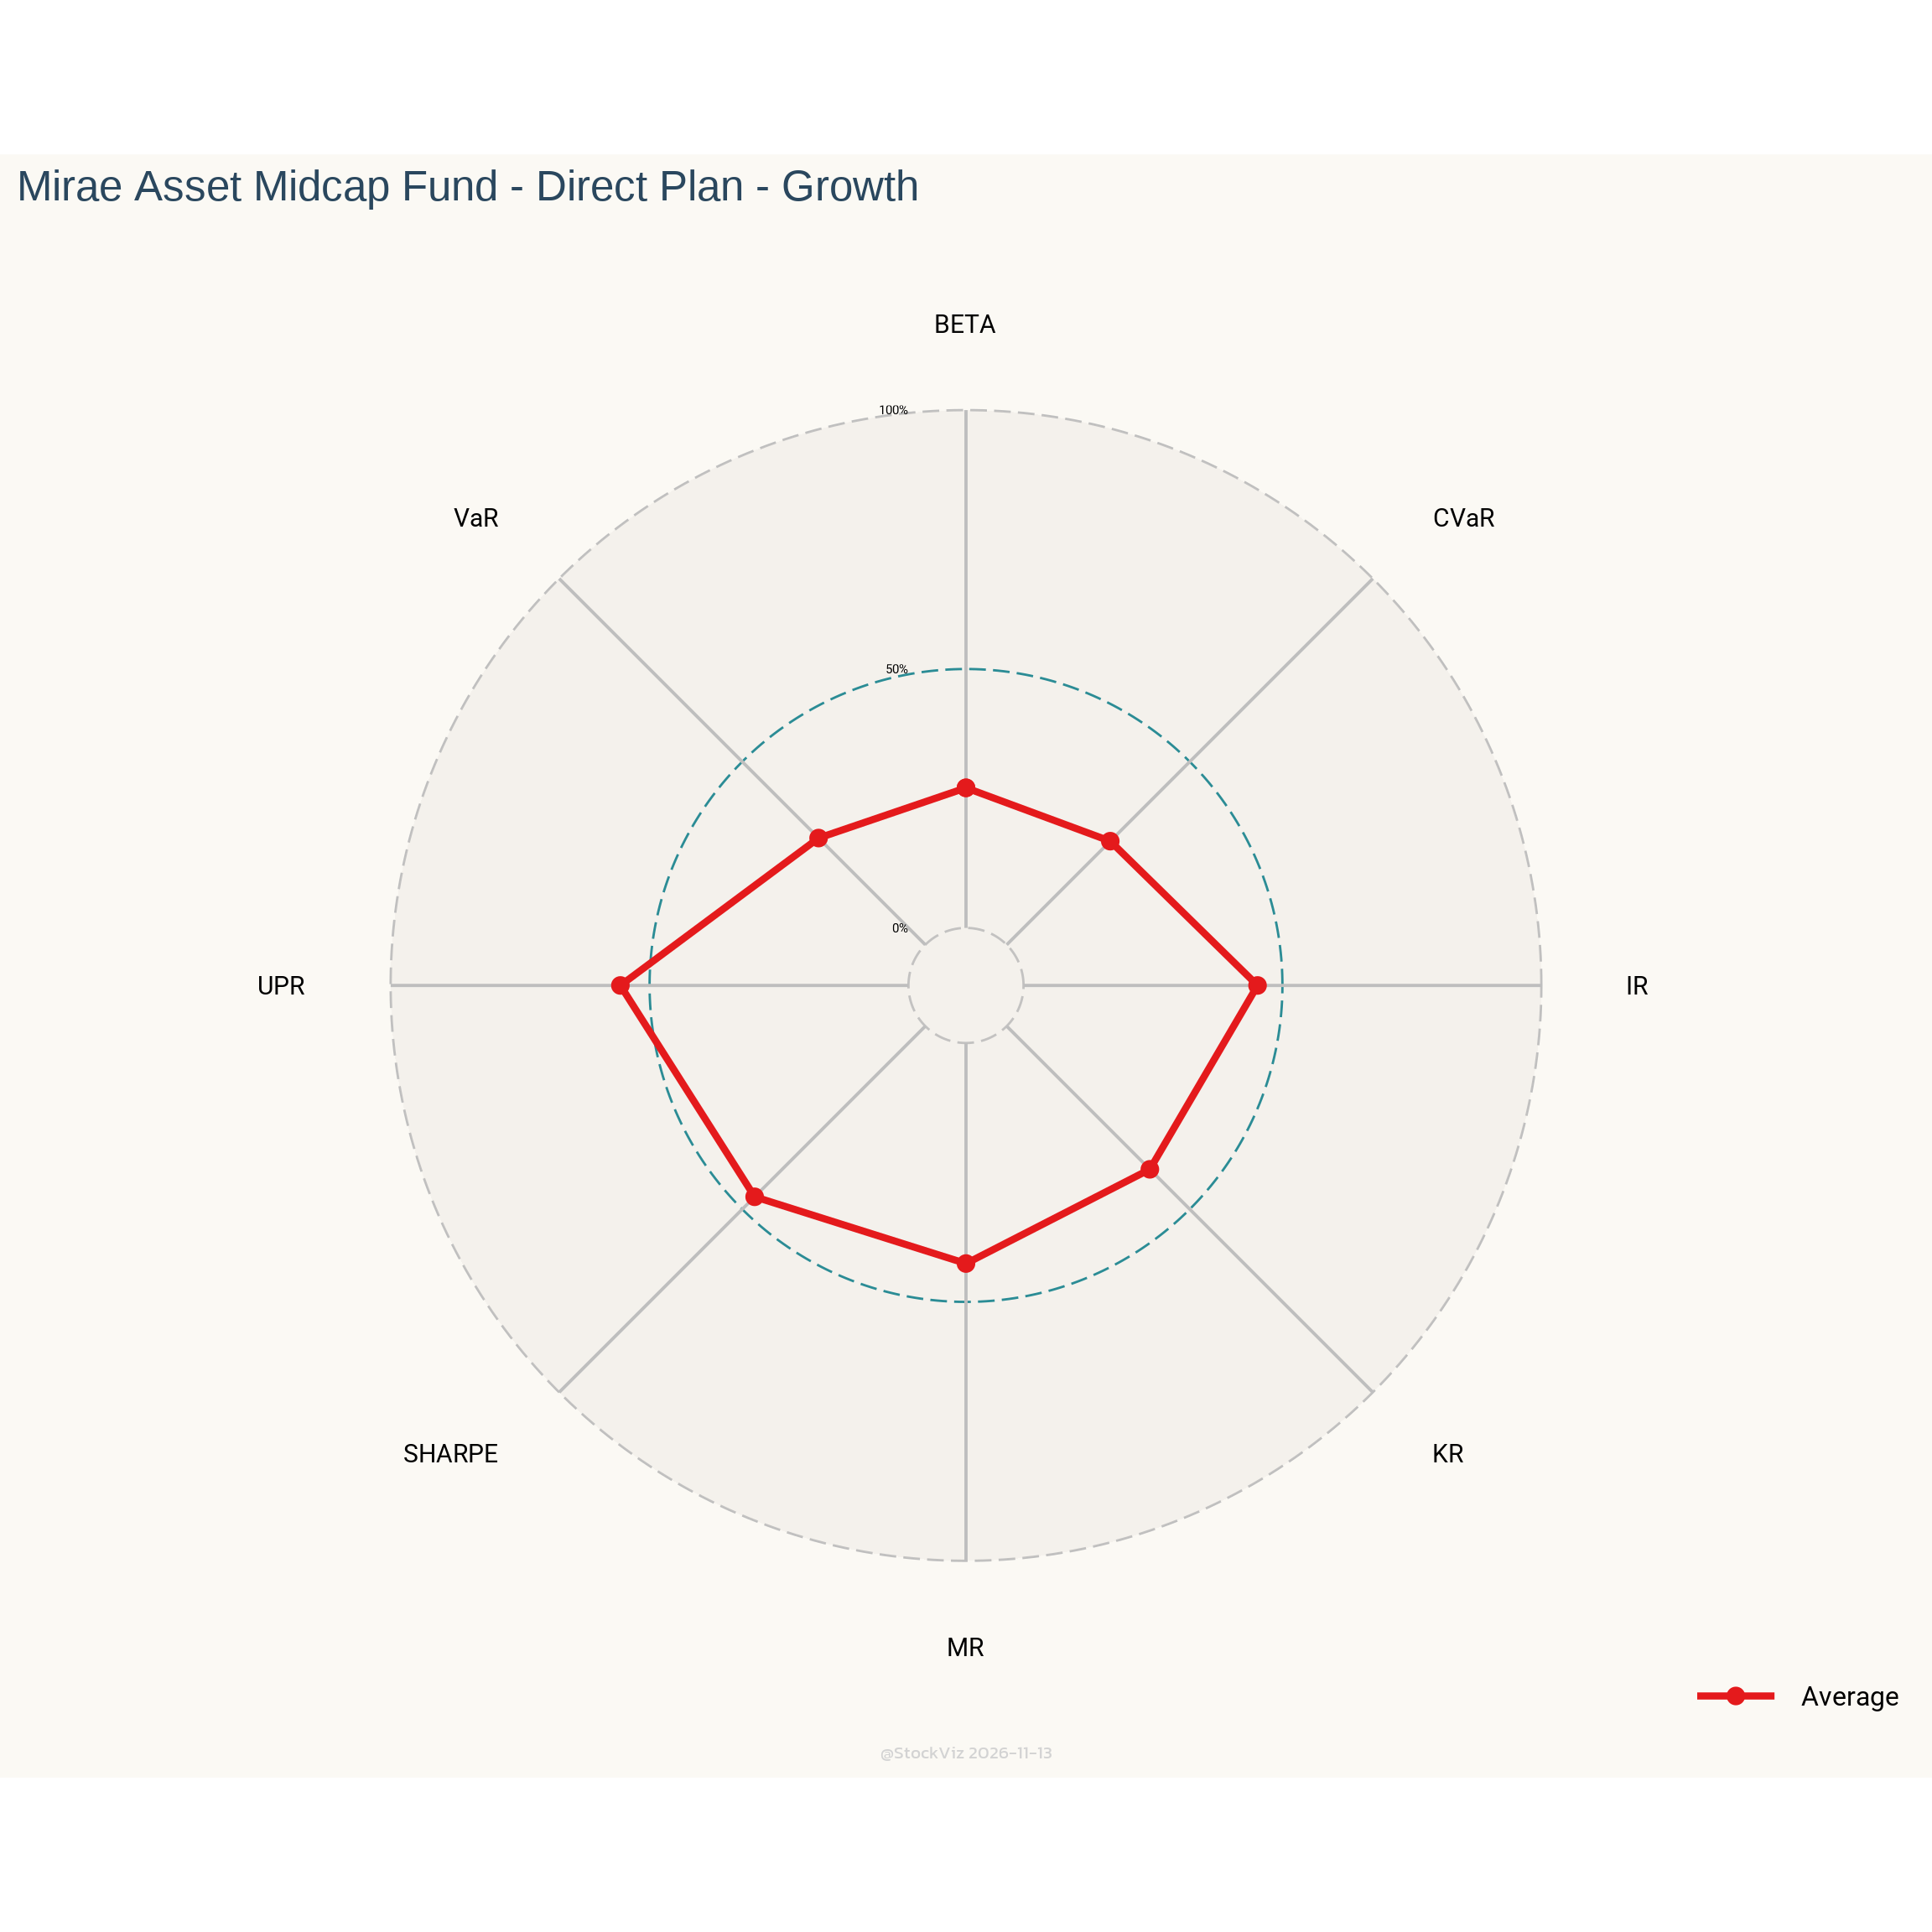 Mirae Asset Midcap Fund - Direct Plan - Growth
BETA
100%
VaR
CVaR
50%
0%
UPR
IR
SHARPE
KR
MR
Average
@StockViz 2026-11-13